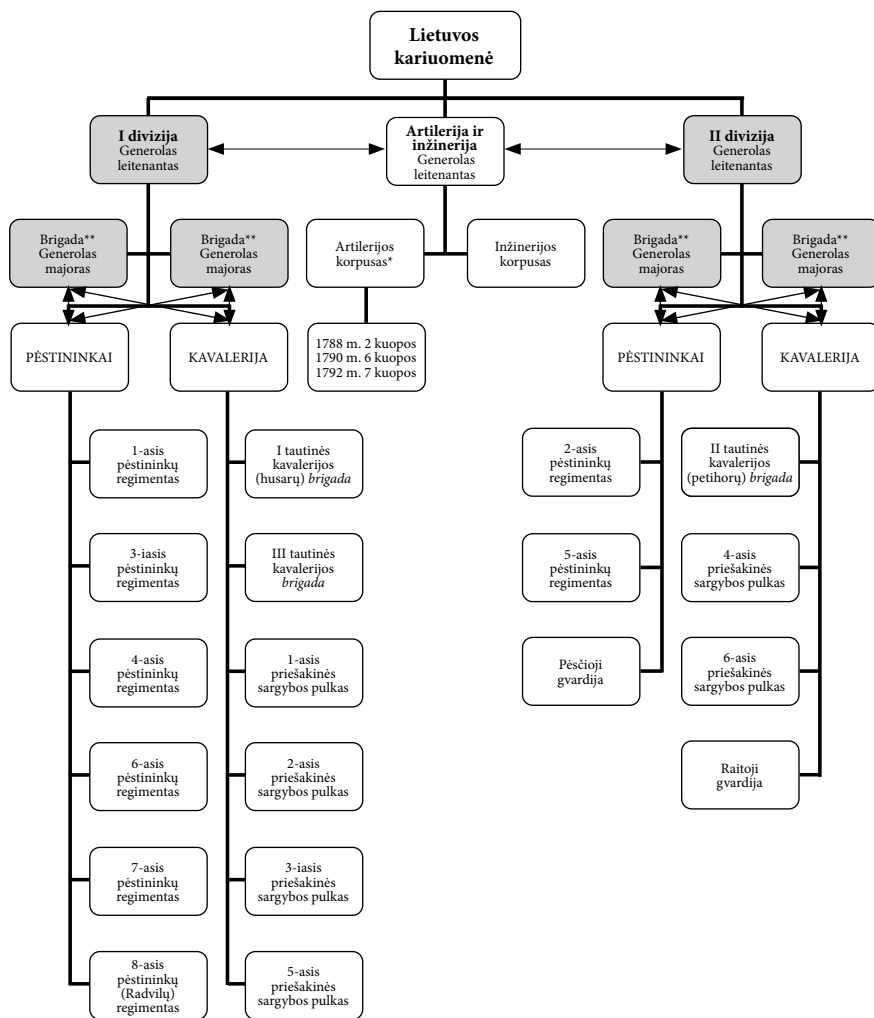 Lietuvos
kariuomenė
I divizija
Generolas
leitenantas
Artilerija ir
inžinerija
Generolas
leitenantas
II divizija
Generolas
leitenantas
Brigada**
Generolas
majoras
Brigada**
Generolas
majoras
Artilerijos
korpusas*
Inžinerijos
korpusas
Brigada**
Generolas
majoras
Brigada**
Generolas
majoras
PĖSTININKAI
KAVALERIJA
1788 m. 2 kuopos
1790 m. 6 kuopos
1792 m. 7 kuopos
PĖSTININKAI
KAVALERIJA
1-asis
pėstininkų
regimentas
I tautinės
kavalerijos
(husarų) brigada
2-asis
pėstininkų
regimentas
II tautinės
kavalerijos
(petihorų) brigada
3-iasis
pėstininkų
regimentas
III tautinės
kavalerijos
brigada
5-asis
pėstininkų
regimentas
4-asis
priešakinės
sargybos pulkas
4-asis
pėstininkų
regimentas
1-asis
priešakinės
sargybos pulkas
Pėsčioji
gvardija
6-asis
priešakinės
sargybos pulkas
6-asis
pėstininkų
regimentas
2-asis
priešakinės
sargybos pulkas
Raitoji
gvardija
7-asis
pėstininkų
regimentas
3-iasis
priešakinės
sargybos pulkas
8-asis
pėstininkų
(Radvilų)
regimentas
5-asis
priešakinės
sargybos pulkas